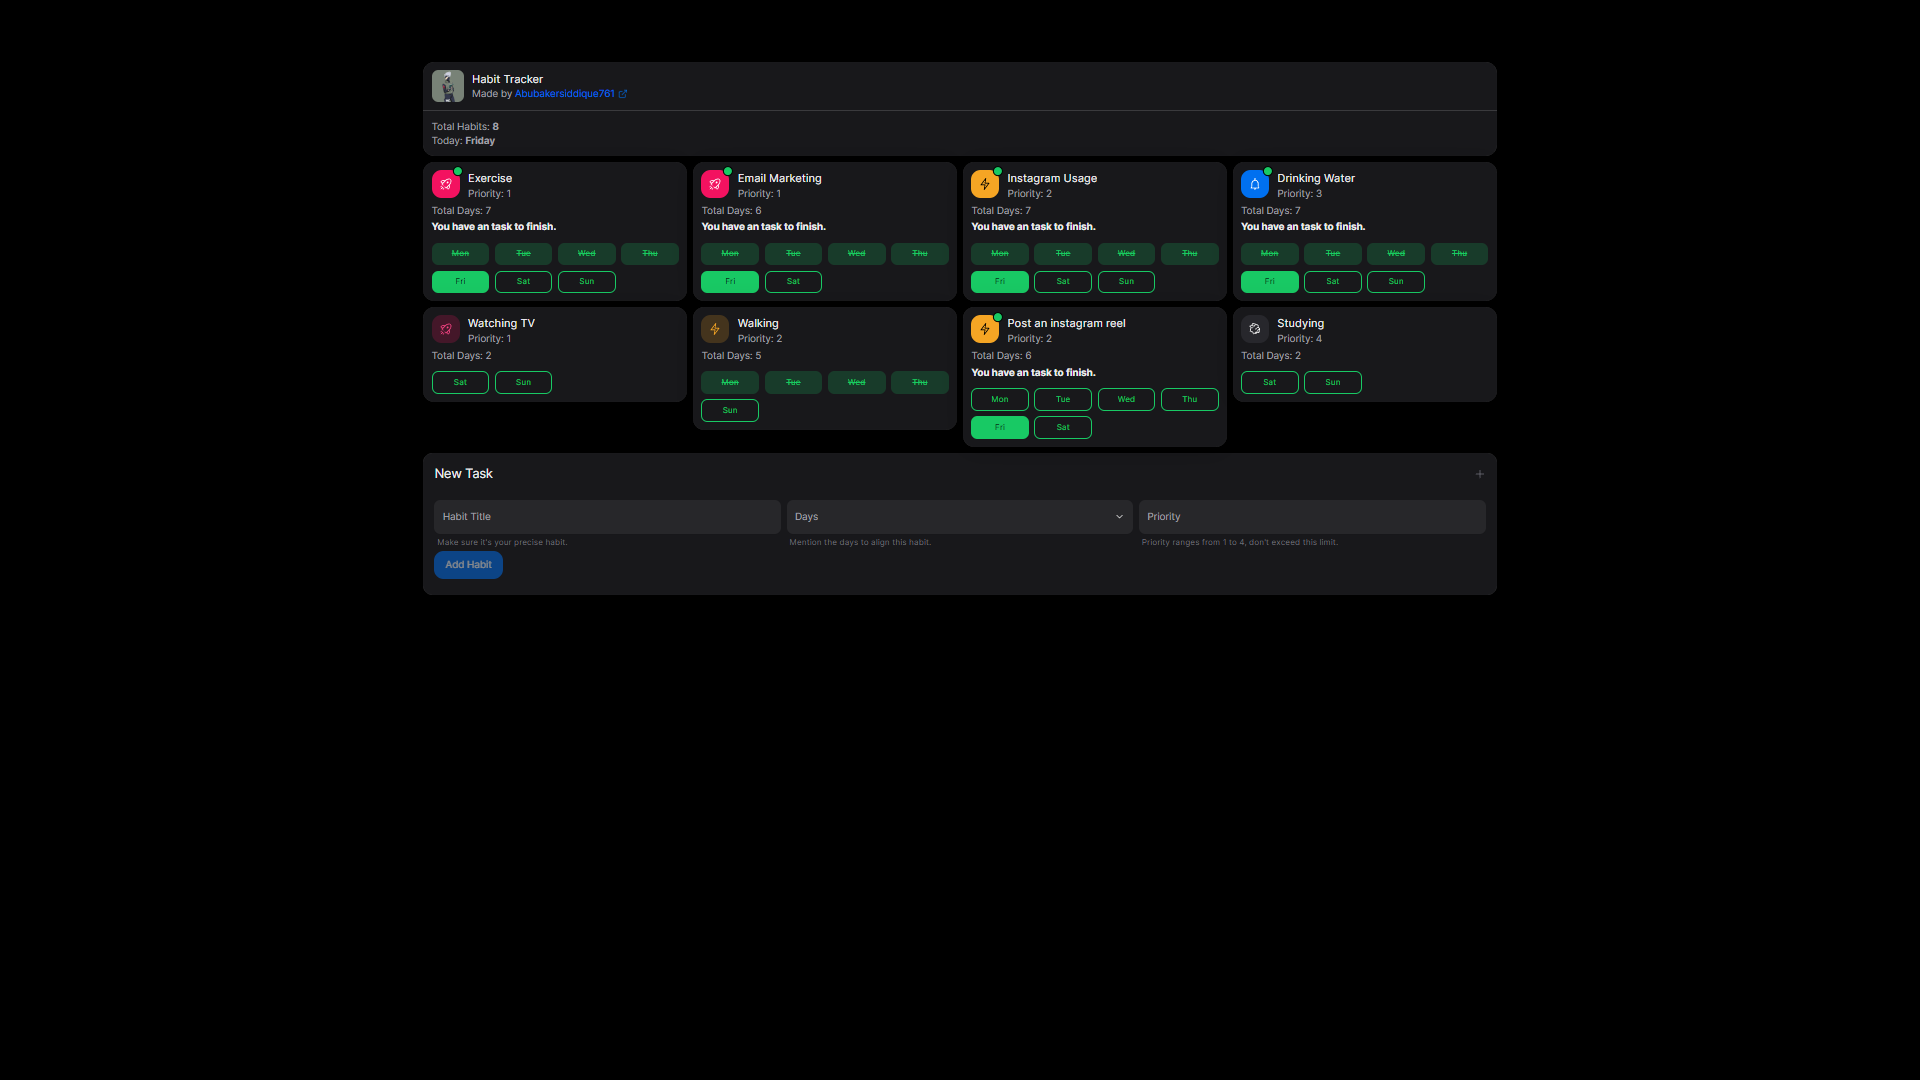 Habit Tracker
Made by Abubakersiddique761
Total Habits: 8
Today: Friday
Exercise
Priority: 1
Total Days: 7
You have an task to finish.
Mon Tue Wed Thu
Fri Sat Sun
Email Marketing
Priority: 1
Total Days: 6
You have an task to finish.
Mon Tue Wed Thu
Fri Sat
Instagram Usage
Priority: 2
Total Days: 7
You have an task to finish.
Mon Tue Wed Thu
Fri Sat Sun
Drinking Water
Priority: 3
Total Days: 7
You have an task to finish.
Mon Tue Wed Thu
Fri Sat Sun
Watching TV
Priority: 1
Total Days: 2
Sat Sun
Walking
Priority: 2
Total Days: 5
Mon Tue Wed Thu
Sun
Post an instagram reel
Priority: 2
Total Days: 6
You have an task to finish.
Mon Tue Wed Thu
Fri Sat
Studying
Priority: 4
Total Days: 2
Sat Sun
New Task
Habit Title
Make sure it's your precise habit.
Days
Mention the days to align this habit.
Priority
Priority ranges from 1 to 4, don't exceed this limit.
Add Habit